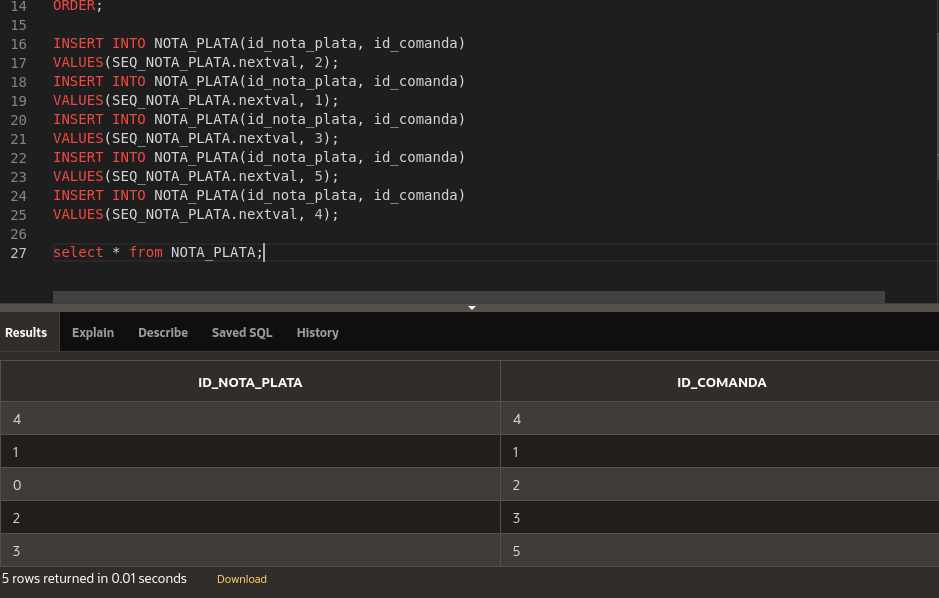 14 ORDER;
15
16 INSERT INTO NOTA_PLATA(id_nota_plata, id_comanda)
17 VALUES(SEQ_NOTA_PLATA.nextval, 2);
18 INSERT INTO NOTA_PLATA(id_nota_plata, id_comanda)
19 VALUES(SEQ_NOTA_PLATA.nextval, 1);
20 INSERT INTO NOTA_PLATA(id_nota_plata, id_comanda)
21 VALUES(SEQ_NOTA_PLATA.nextval, 3);
22 INSERT INTO NOTA_PLATA(id_nota_plata, id_comanda)
23 VALUES(SEQ_NOTA_PLATA.nextval, 5);
24 INSERT INTO NOTA_PLATA(id_nota_plata, id_comanda)
25 VALUES(SEQ_NOTA_PLATA.nextval, 4);
26
27 select * from NOTA_PLATA;
Results Explain Describe Saved SQL History
ID_NOTA_PLATA ID_COMANDA
4 4
1 1
0 2
2 3
3 5
5 rows returned in 0.01 seconds Download